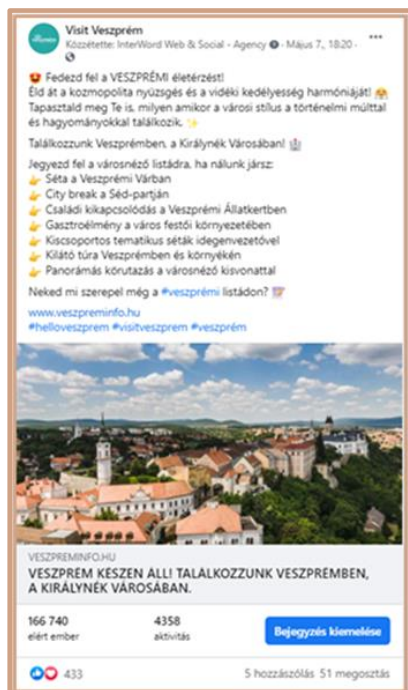 Visit Veszprém
Közzétette: InterWord Web & Social - Agency · Május 7., 18:20 ·
Fedezd fel a VESZPRÉMI életérzést!
Éld át a kozmopolita nyüzsgés és a vidéki kedélyesség harmóniáját!
Tapasztald meg Te is, milyen amikor a városi stílus a történelmi múlttal
és hagyományokkal találkozik.
Találkozzunk Veszprémben, a Királynék Városában!
Jegyezd fel a városnéző listádra, ha nálunk jársz:
Séta a Veszprémi Várban
City break a Séd-partján
Családi kikapcsolódás a Veszprémi Állatkertben
Gasztroélmény a város festői környezetében
Kiscsoportos tematikus séták idegenvezetővel
Kilátó túra Veszprémben és környékén
Panorámás körutazás a városnéző kisvonattal
Neked mi szerepel még a #veszprémi listádon?
www.veszpreminfo.hu
#helloveszprem #visitveszprem #veszprém
VESZPREMINFO.HU
VESZPRÉM KÉSZEN ÁLL! TALÁLKOZZUNK VESZPRÉMBEN,
A KIRÁLYNÉK VÁROSÁBAN.
166 740 4358
elért ember aktivitás
Bejegyzés kiemelése
433 5 hozzászólás 51 megosztás